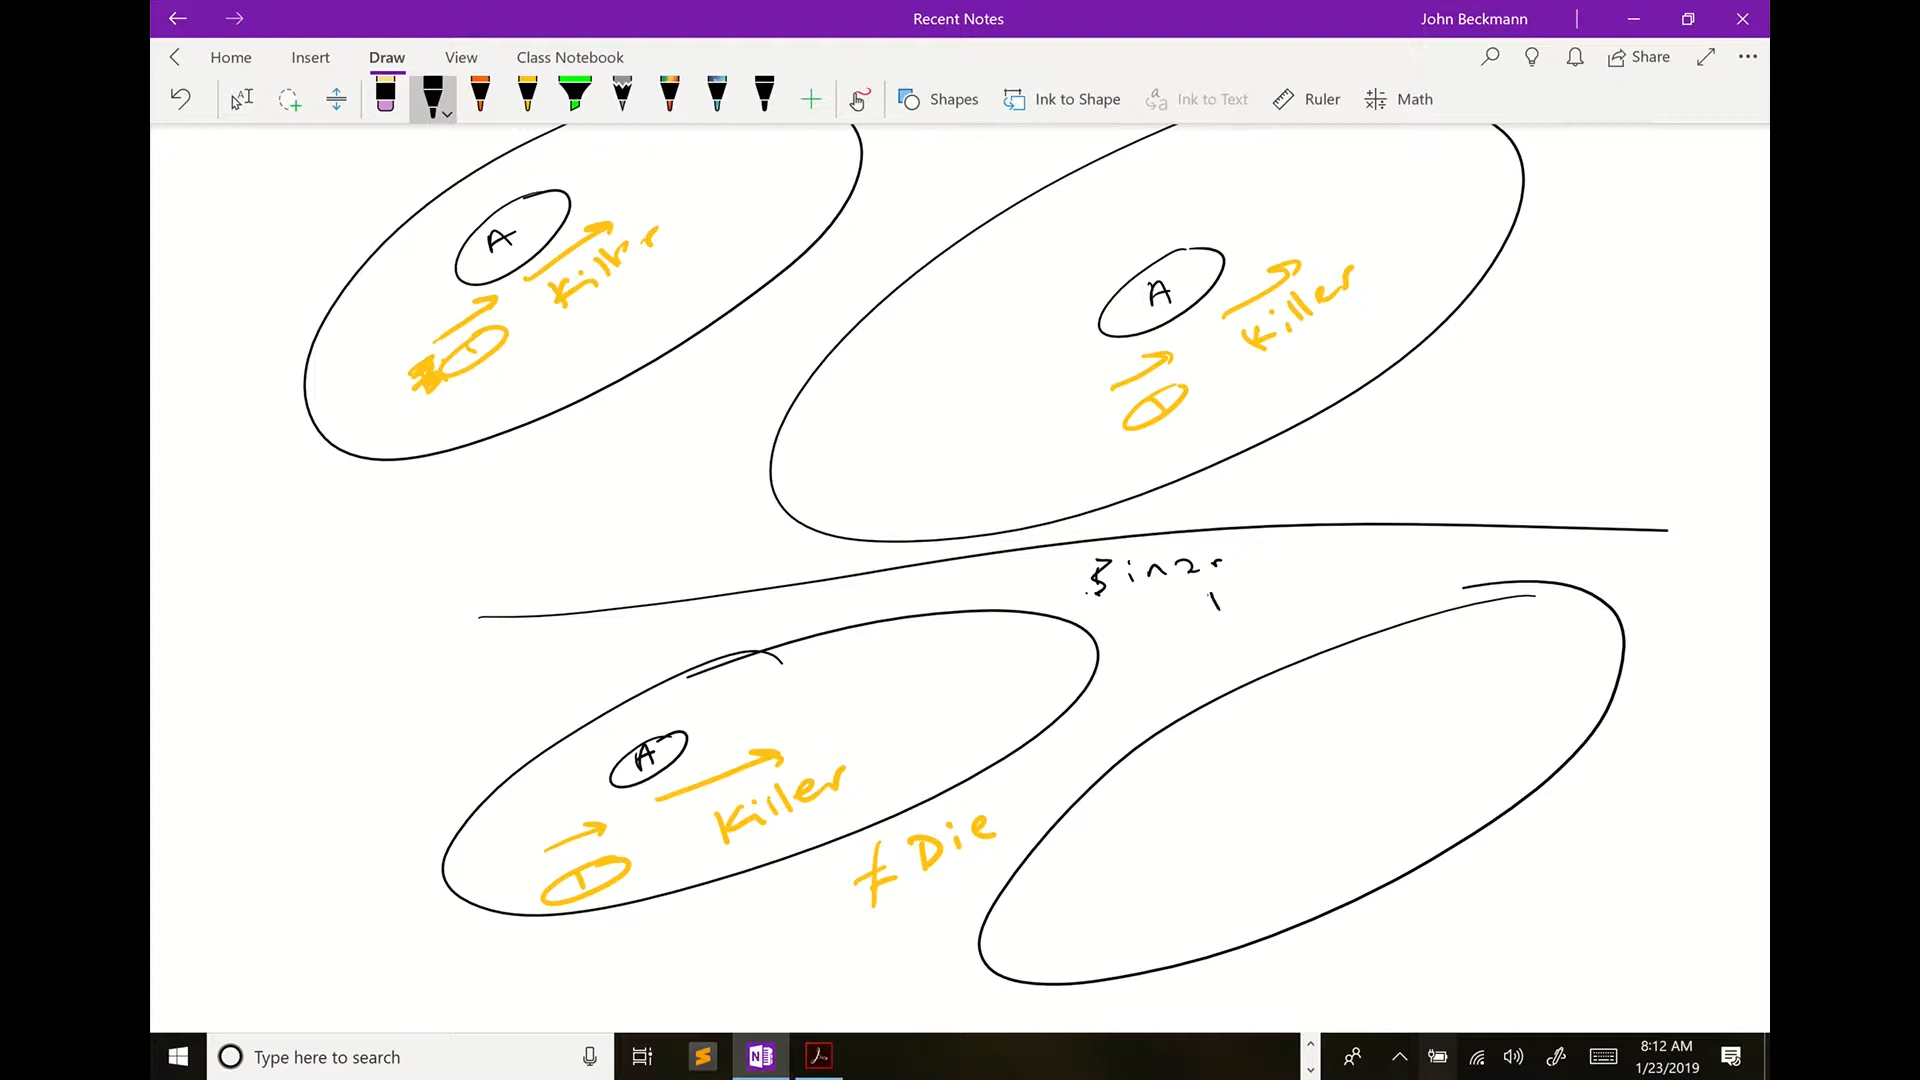 Recent Notes
John Beckmann
Home Insert Draw View Class Notebook
Share
Shapes Ink to Shape Ink to Text Ruler Math
A
A
Killer
T
T
A
Killer
Die
T
Type here to search
8:12 AM
1/23/2019